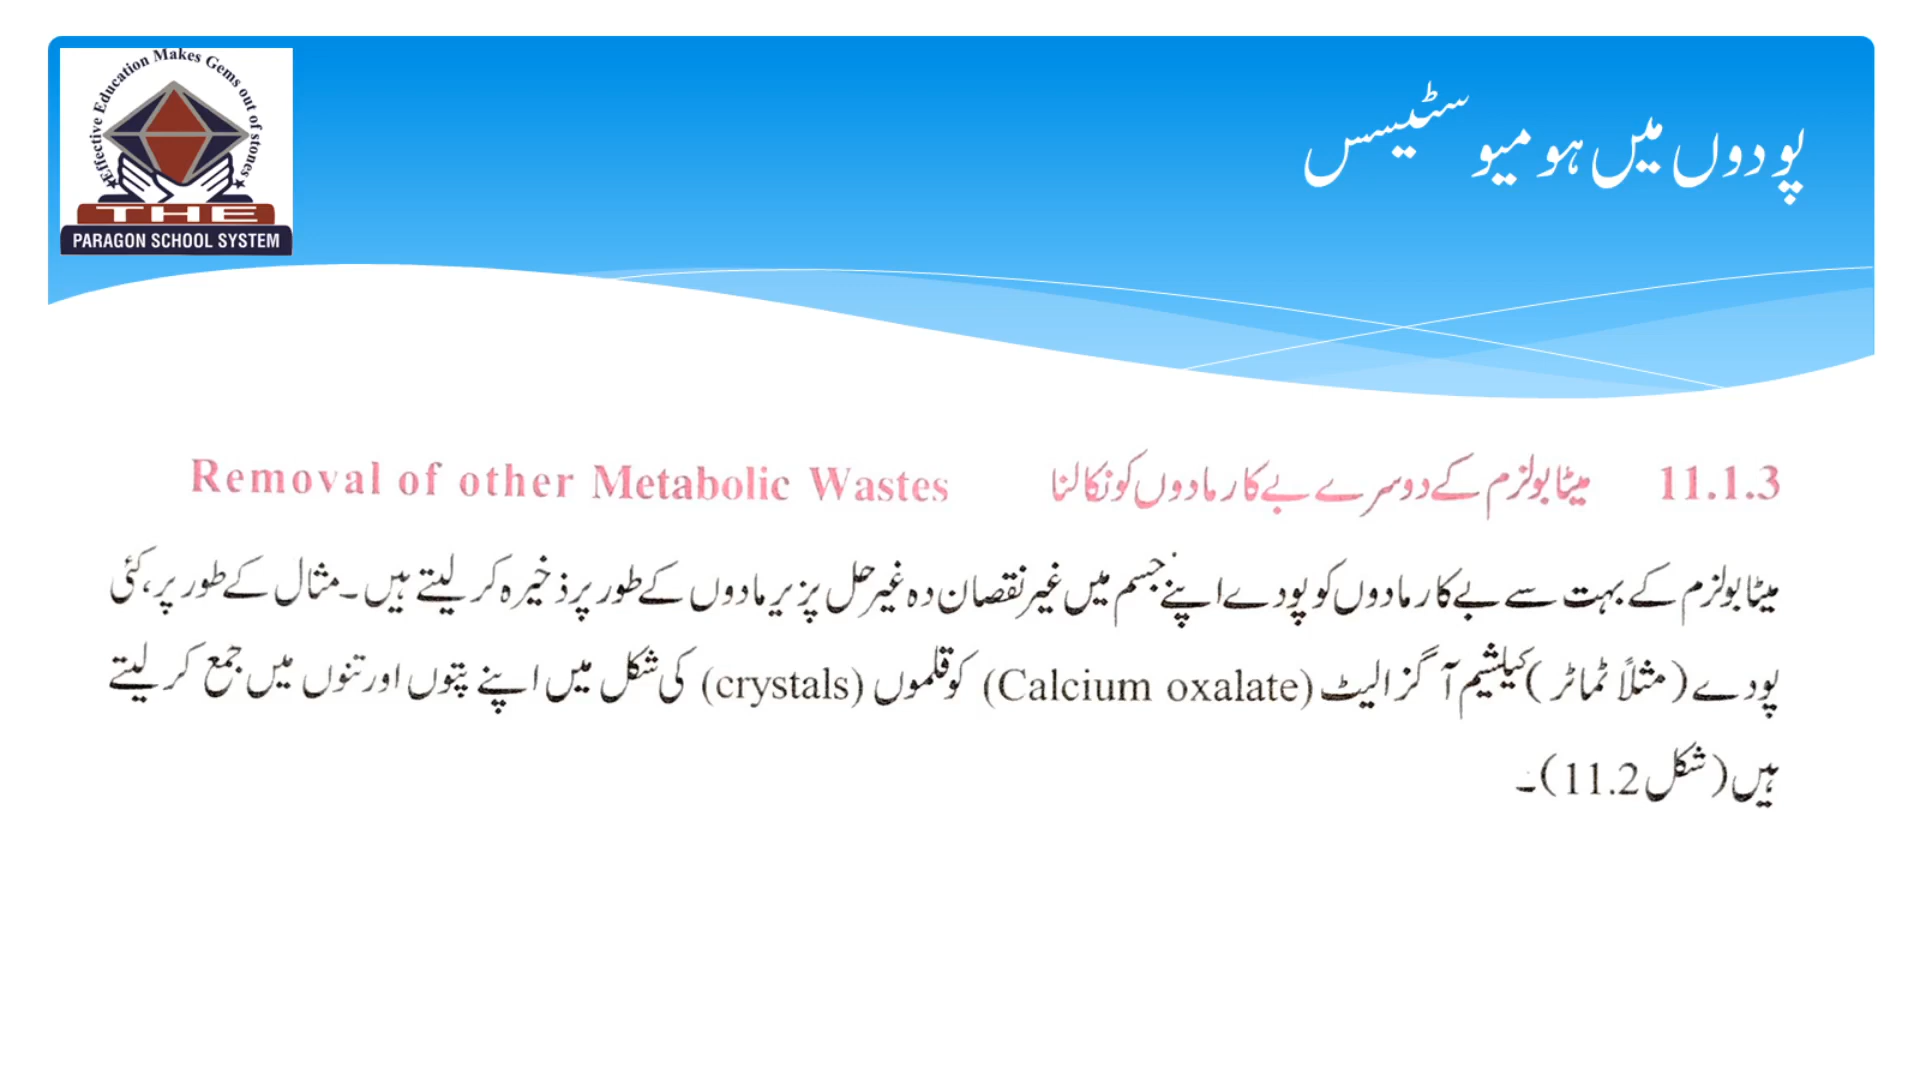 Effective Education Makes Gems out of stones
THE
PARAGON SCHOOL SYSTEM
پودوں میں ہومیوسٹیسس
11.1.3 میٹابولزم کے دوسرے بے کار مادوں کو نکالنا Removal of other Metabolic Wastes
میٹابولزم کے بہت سے بے کار مادوں کو پودے اپنے جسم میں غیر نقصان دہ غیر حل پزیر مادوں کے طور پر ذخیرہ کر لیتے ہیں۔ مثال کے طور پر، کئی
پودے (مثلاً ٹماٹر) کیلشیم آگزالیٹ (Calcium oxalate) کو قلموں (crystals) کی شکل میں اپنے پتوں اور تنوں میں جمع کر لیتے
ہیں (شکل 11.2)۔